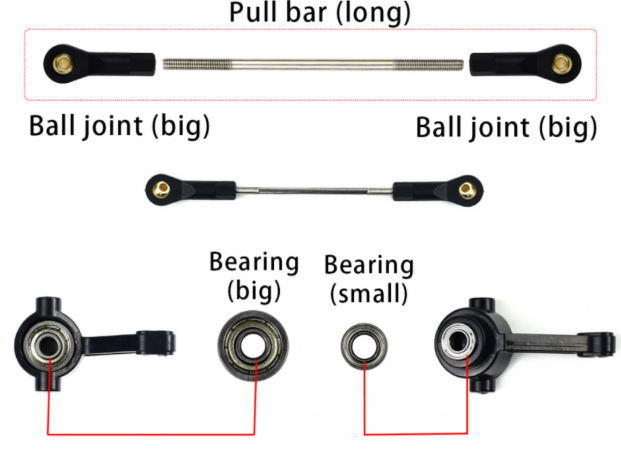 Pull bar (long)
Ball joint (big)
Ball joint (big)
Bearing
(big)
Bearing
(small)